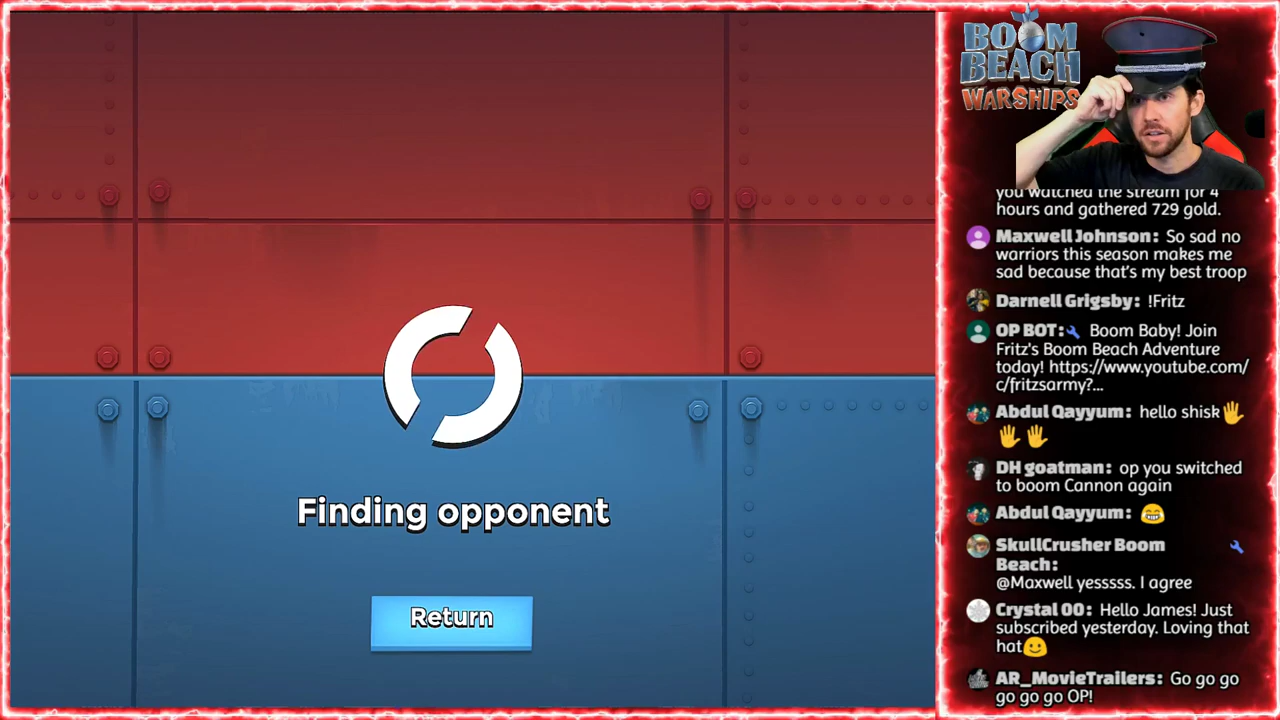 BOOM
BEACH
WARSHIPS
you watched the stream for 4
hours and gathered 729 gold.
Maxwell Johnson: So sad no
warriors this season makes me
sad because that's my best troop
Darnell Grigsby: !Fritz
OP BOT: Boom Baby! Join
Fritz's Boom Beach Adventure
today! https://www.youtube.com/
c/fritzsarmy?...
Abdul Qayyum: hello shisk🖐
🖐🖐
DH goatman: op you switched
to boom Cannon again
Abdul Qayyum: 😂
SkullCrusher Boom
Beach:
@Maxwell yesssss. I agree
Crystal 00: Hello James! Just
subscribed yesterday. Loving that
hat🙂
AR_MovieTrailers: Go go go
go go go OP!
Finding opponent
Return